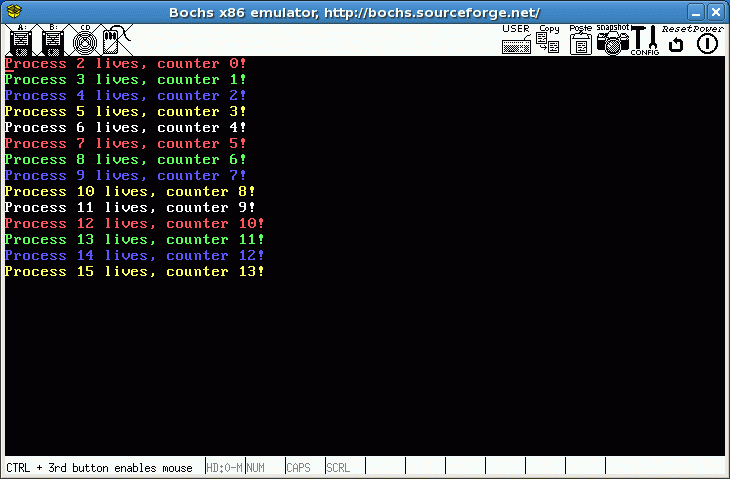 Bochs x86 emulator, http://bochs.sourceforge.net/
A: B: CD USER Copy Paste snapshot CONFIG Reset Power
Process 2 lives, counter 0!
Process 3 lives, counter 1!
Process 4 lives, counter 2!
Process 5 lives, counter 3!
Process 6 lives, counter 4!
Process 7 lives, counter 5!
Process 8 lives, counter 6!
Process 9 lives, counter 7!
Process 10 lives, counter 8!
Process 11 lives, counter 9!
Process 12 lives, counter 10!
Process 13 lives, counter 11!
Process 14 lives, counter 12!
Process 15 lives, counter 13!
CTRL + 3rd button enables mouse HD:0-M NUM CAPS SCRL